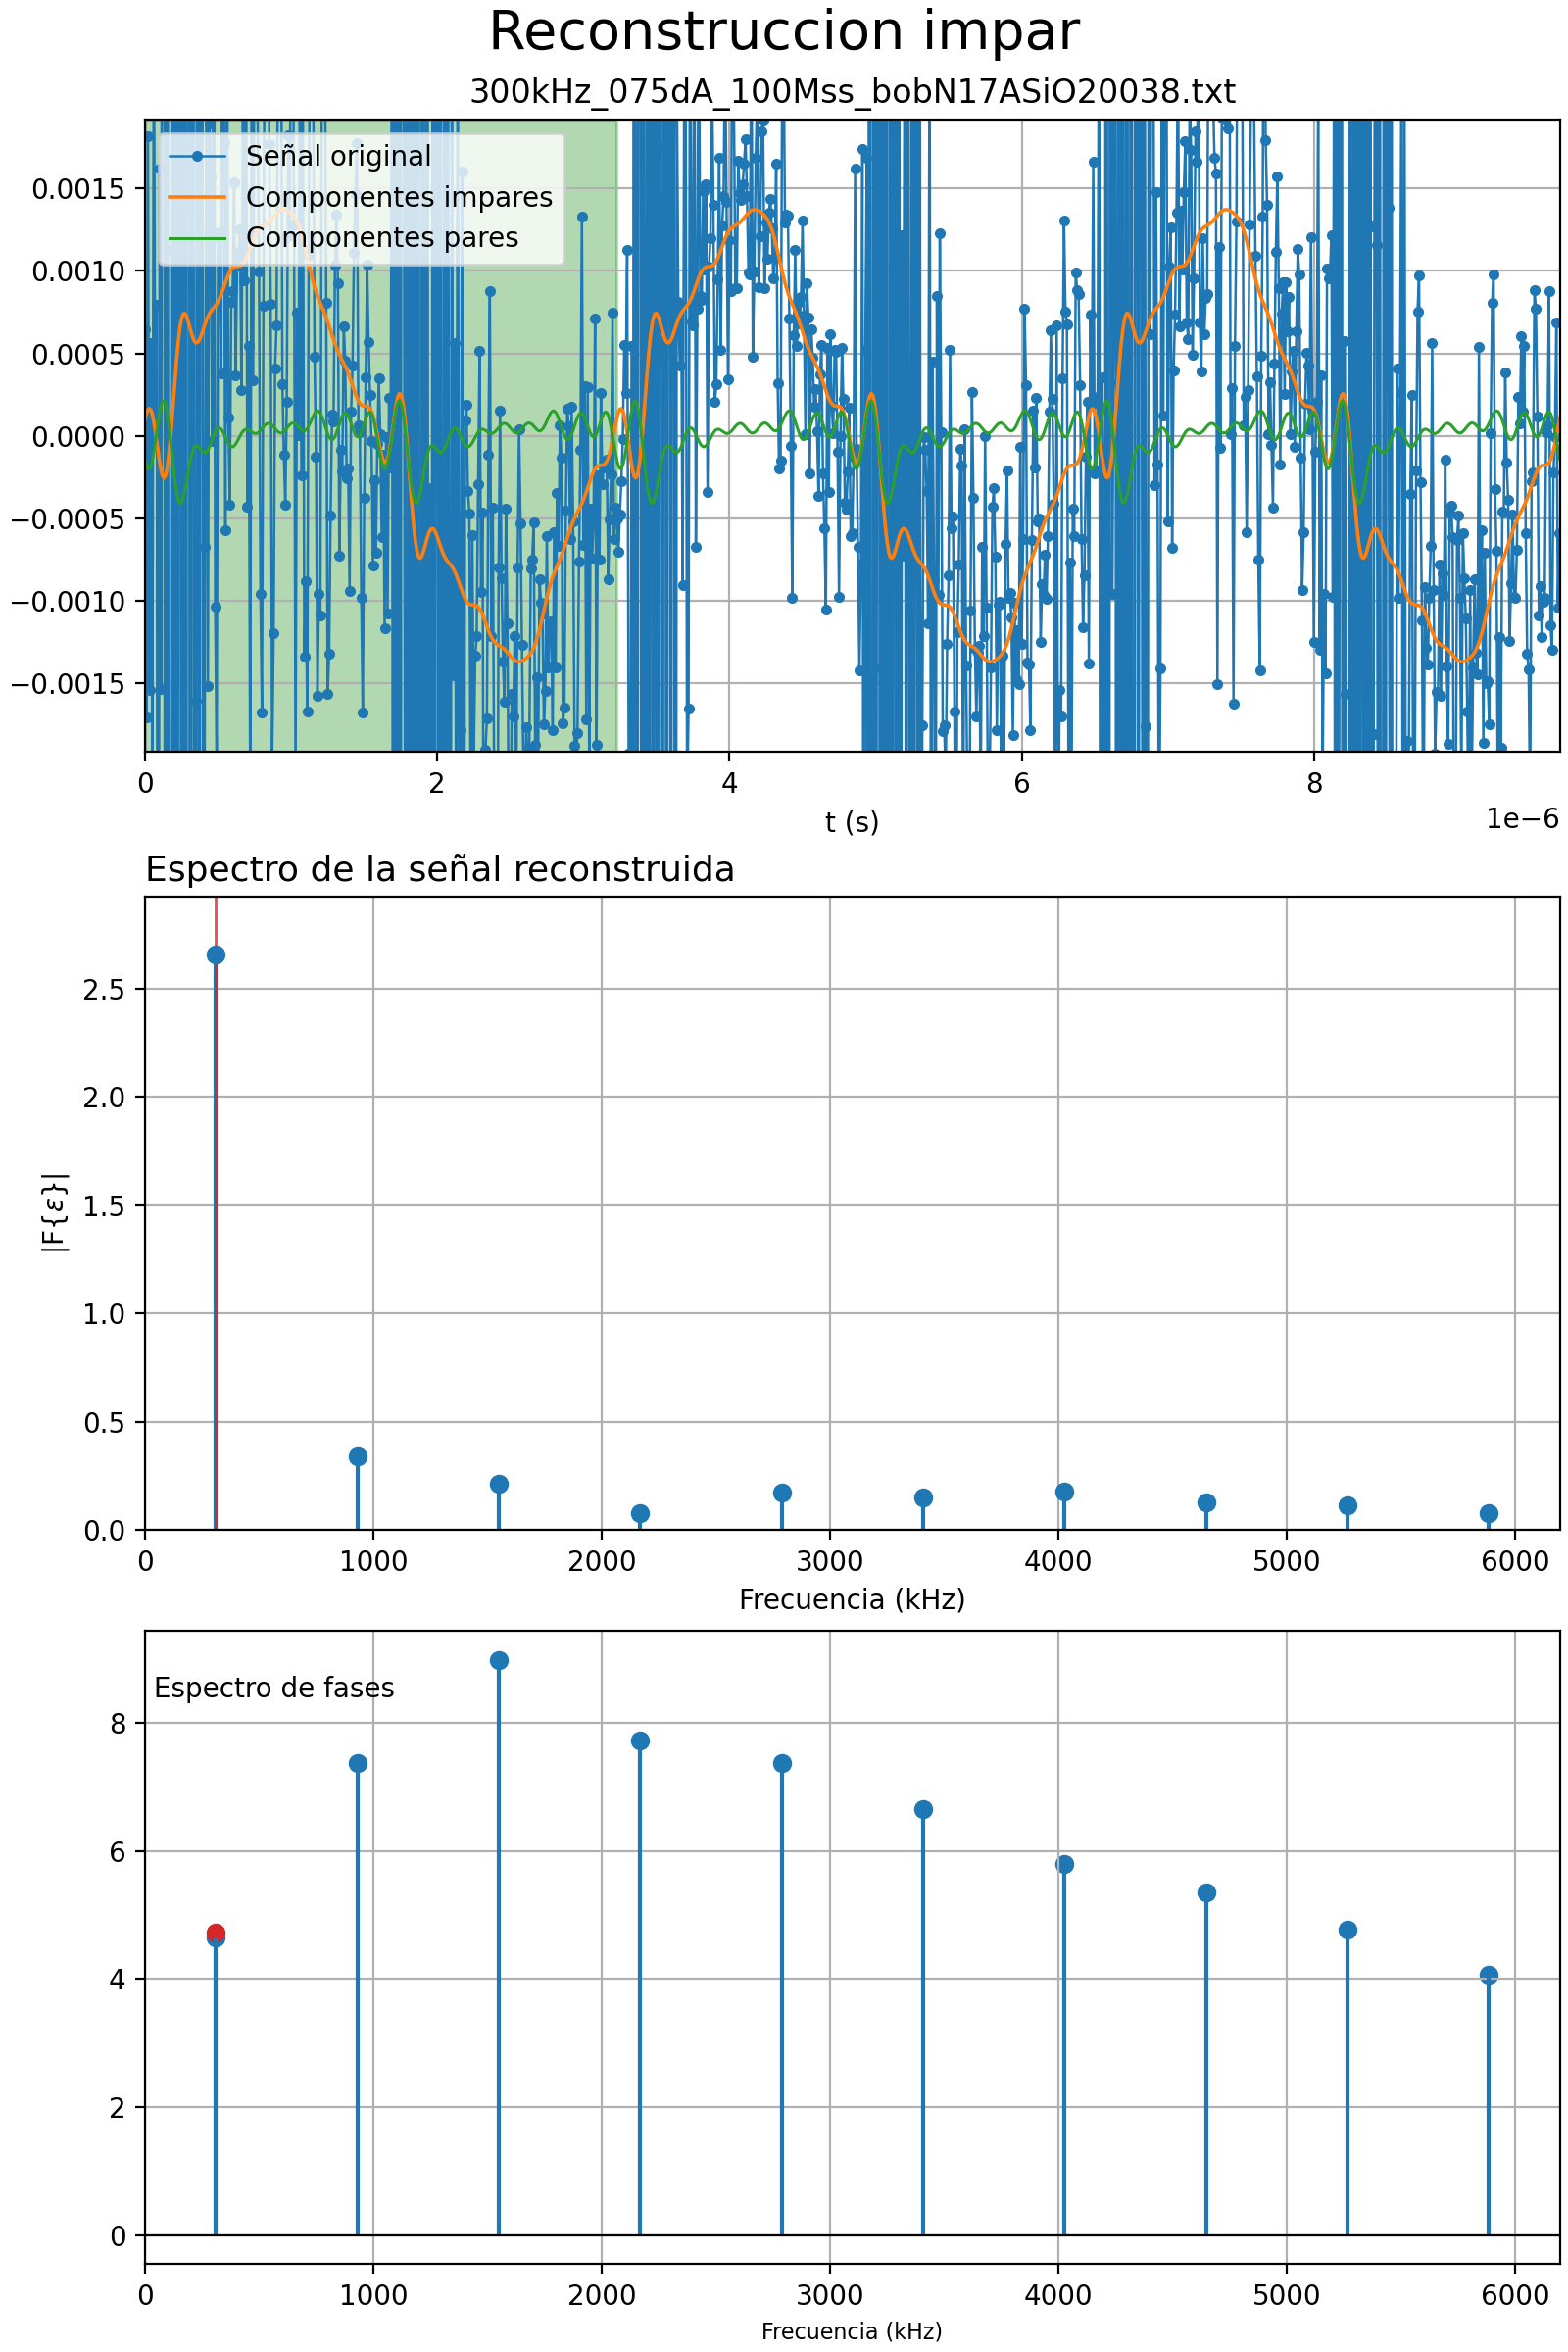 Reconstruccion impar
300kHz_075dA_100Mss_bobN17ASiO20038.txt
Señal original
Componentes impares
Componentes pares
0.0015
0.0010
0.0005
0.0000
−0.0005
−0.0010
−0.0015
0 2 4 6 8
t (s)
1e−6
Espectro de la señal reconstruida
2.5
2.0
1.5
1.0
0.5
0.0
|F{ε}|
0 1000 2000 3000 4000 5000 6000
Frecuencia (kHz)
Espectro de fases
8
6
4
2
0
0 1000 2000 3000 4000 5000 6000
Frecuencia (kHz)